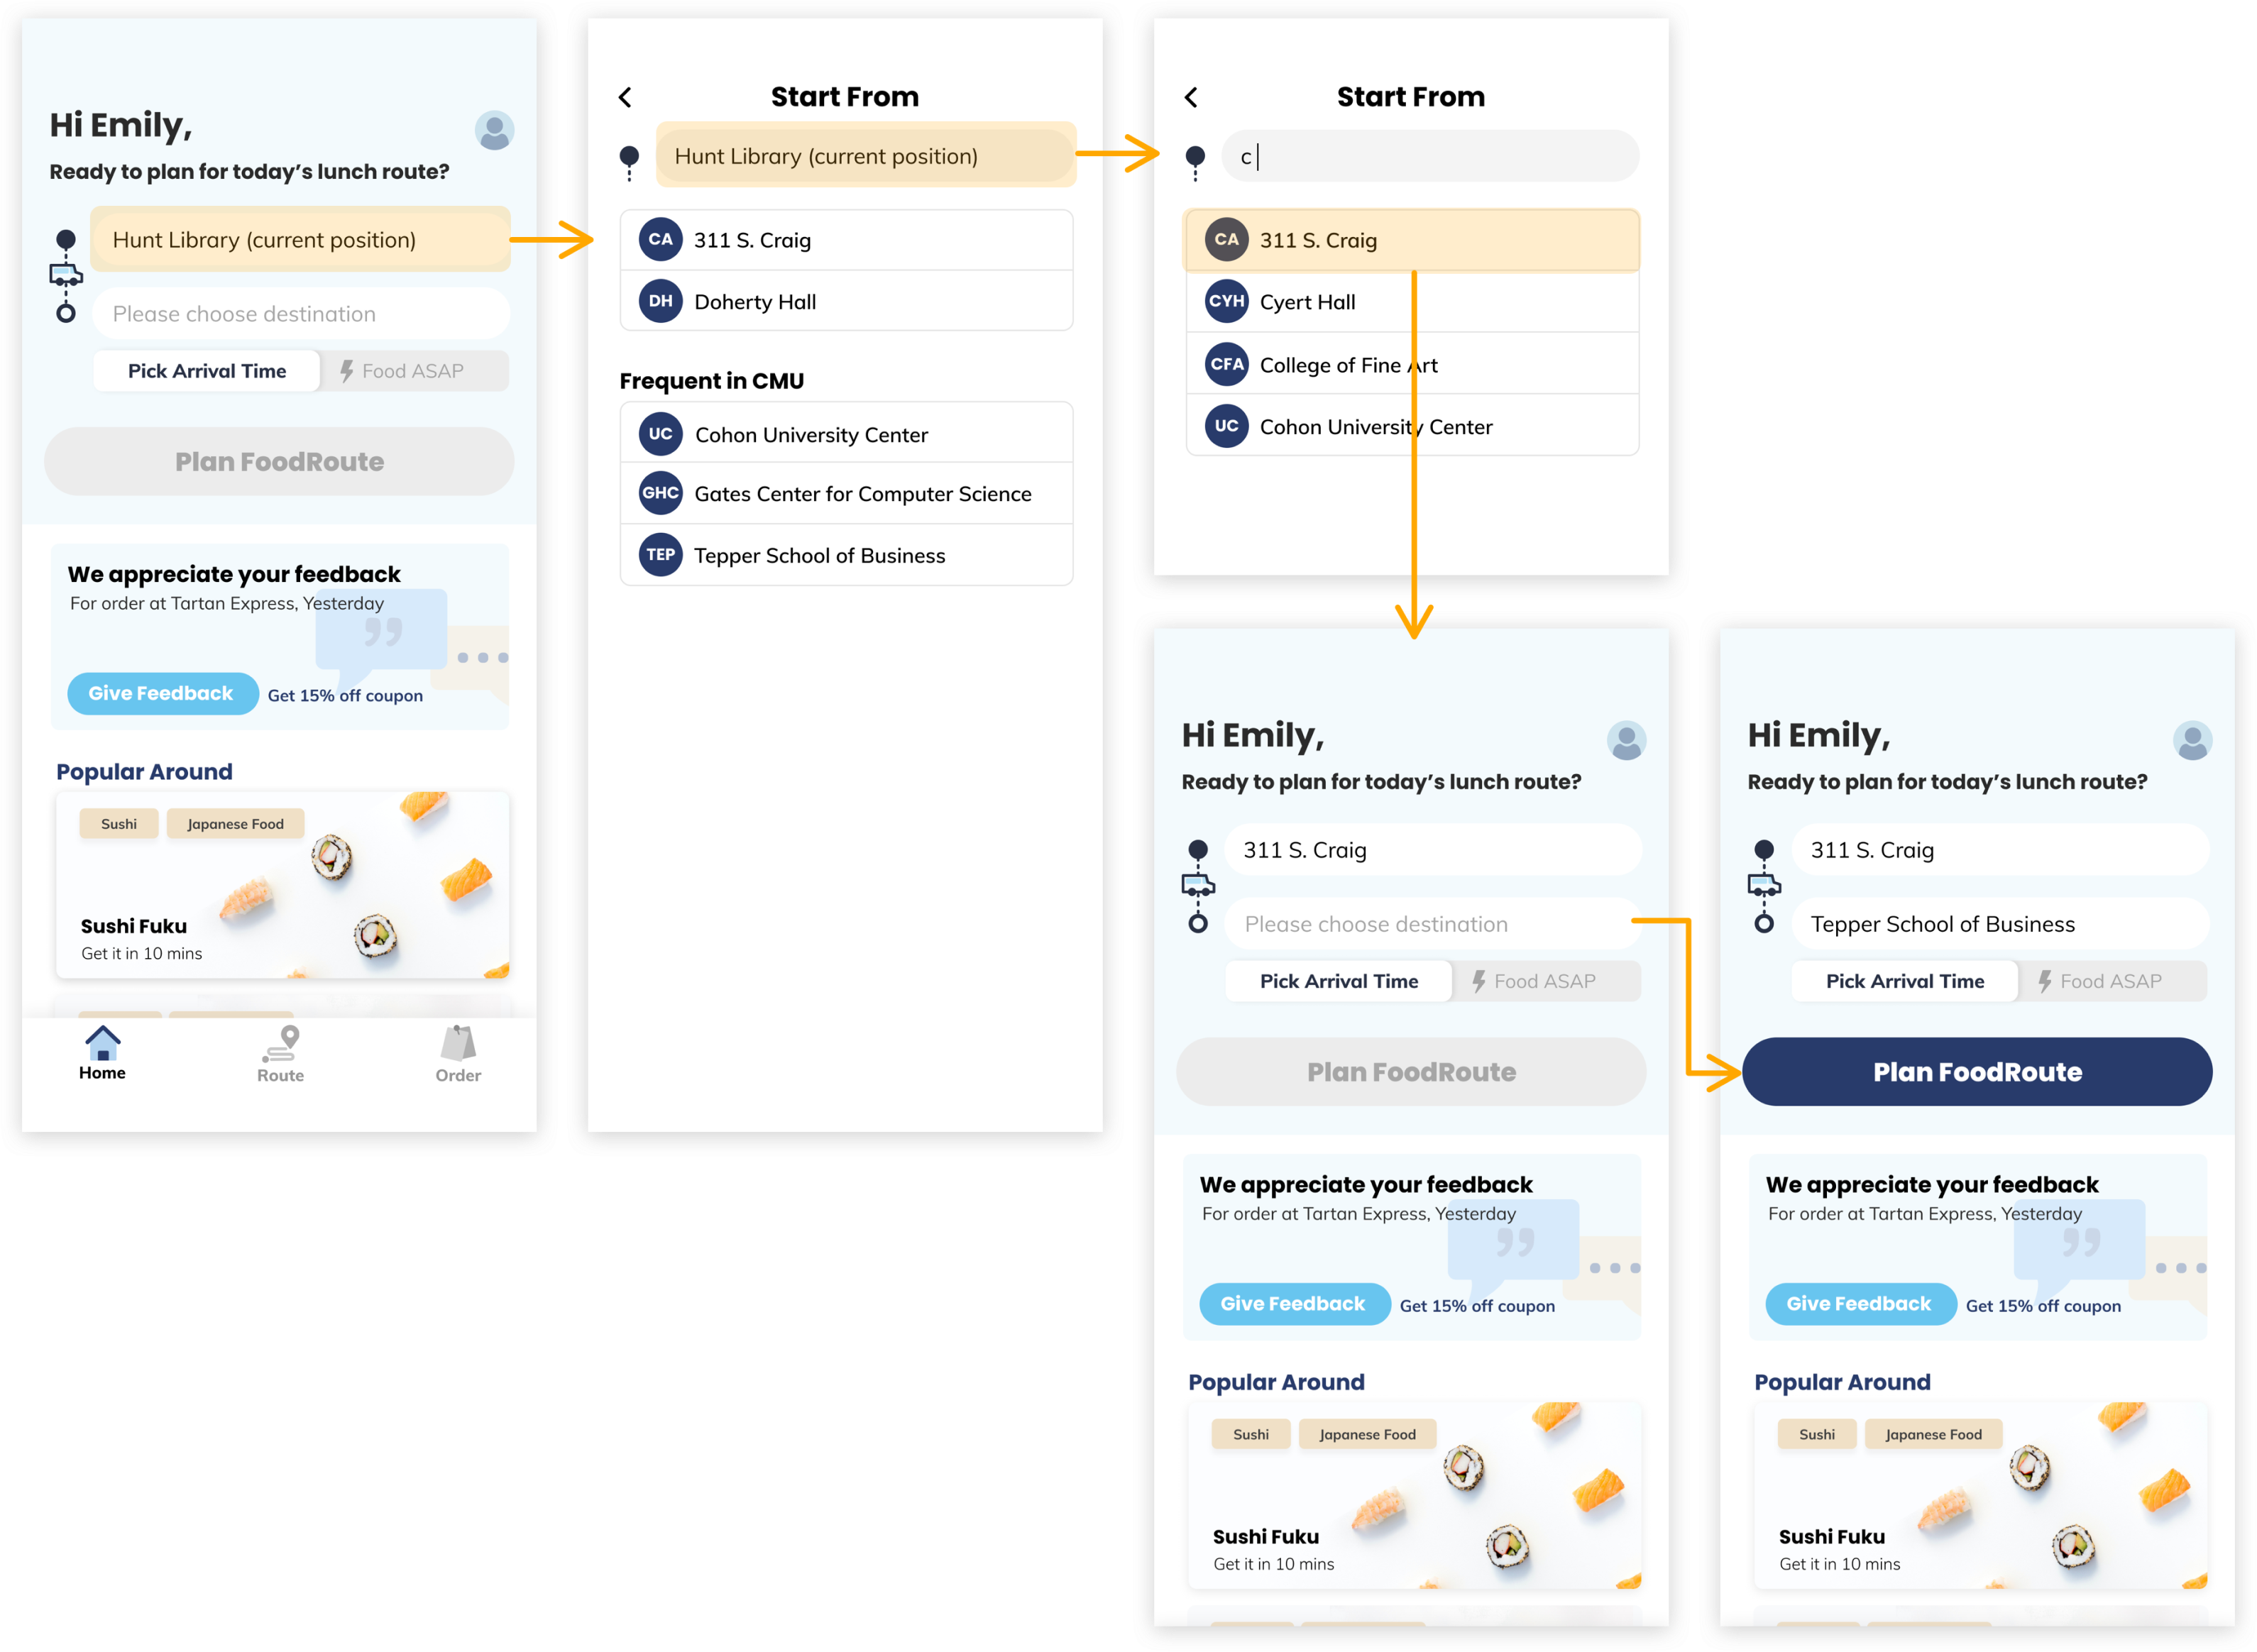 Hi Emily,
Ready to plan for today's lunch route?
Hunt Library (current position)
Please choose destination
Pick Arrival Time
Food ASAP
Plan FoodRoute
We appreciate your feedback
For order at Tartan Express, Yesterday
Give Feedback
Get 15% off coupon
Popular Around
Sushi
Japanese Food
Sushi Fuku
Get it in 10 mins
Home
Route
Order
Start From
Hunt Library (current position)
CA
311 S. Craig
DH
Doherty Hall
Frequent in CMU
UC
Cohon University Center
GHC
Gates Center for Computer Science
TEP
Tepper School of Business
Start From
c
CA
311 S. Craig
CYH
Cyert Hall
CFA
College of Fine Art
UC
Cohon University Center
Hi Emily,
Ready to plan for today's lunch route?
311 S. Craig
Please choose destination
Pick Arrival Time
Food ASAP
Plan FoodRoute
We appreciate your feedback
For order at Tartan Express, Yesterday
Give Feedback
Get 15% off coupon
Popular Around
Sushi
Japanese Food
Sushi Fuku
Get it in 10 mins
Hi Emily,
Ready to plan for today's lunch route?
311 S. Craig
Tepper School of Business
Pick Arrival Time
Food ASAP
Plan FoodRoute
We appreciate your feedback
For order at Tartan Express, Yesterday
Give Feedback
Get 15% off coupon
Popular Around
Sushi
Japanese Food
Sushi Fuku
Get it in 10 mins